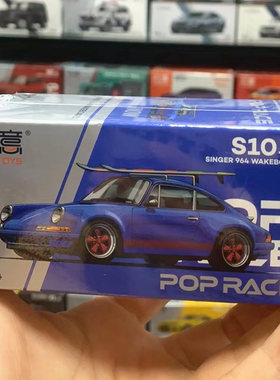 意
OYS
S10.
SINGER 964 WAKEBO
POP RAC